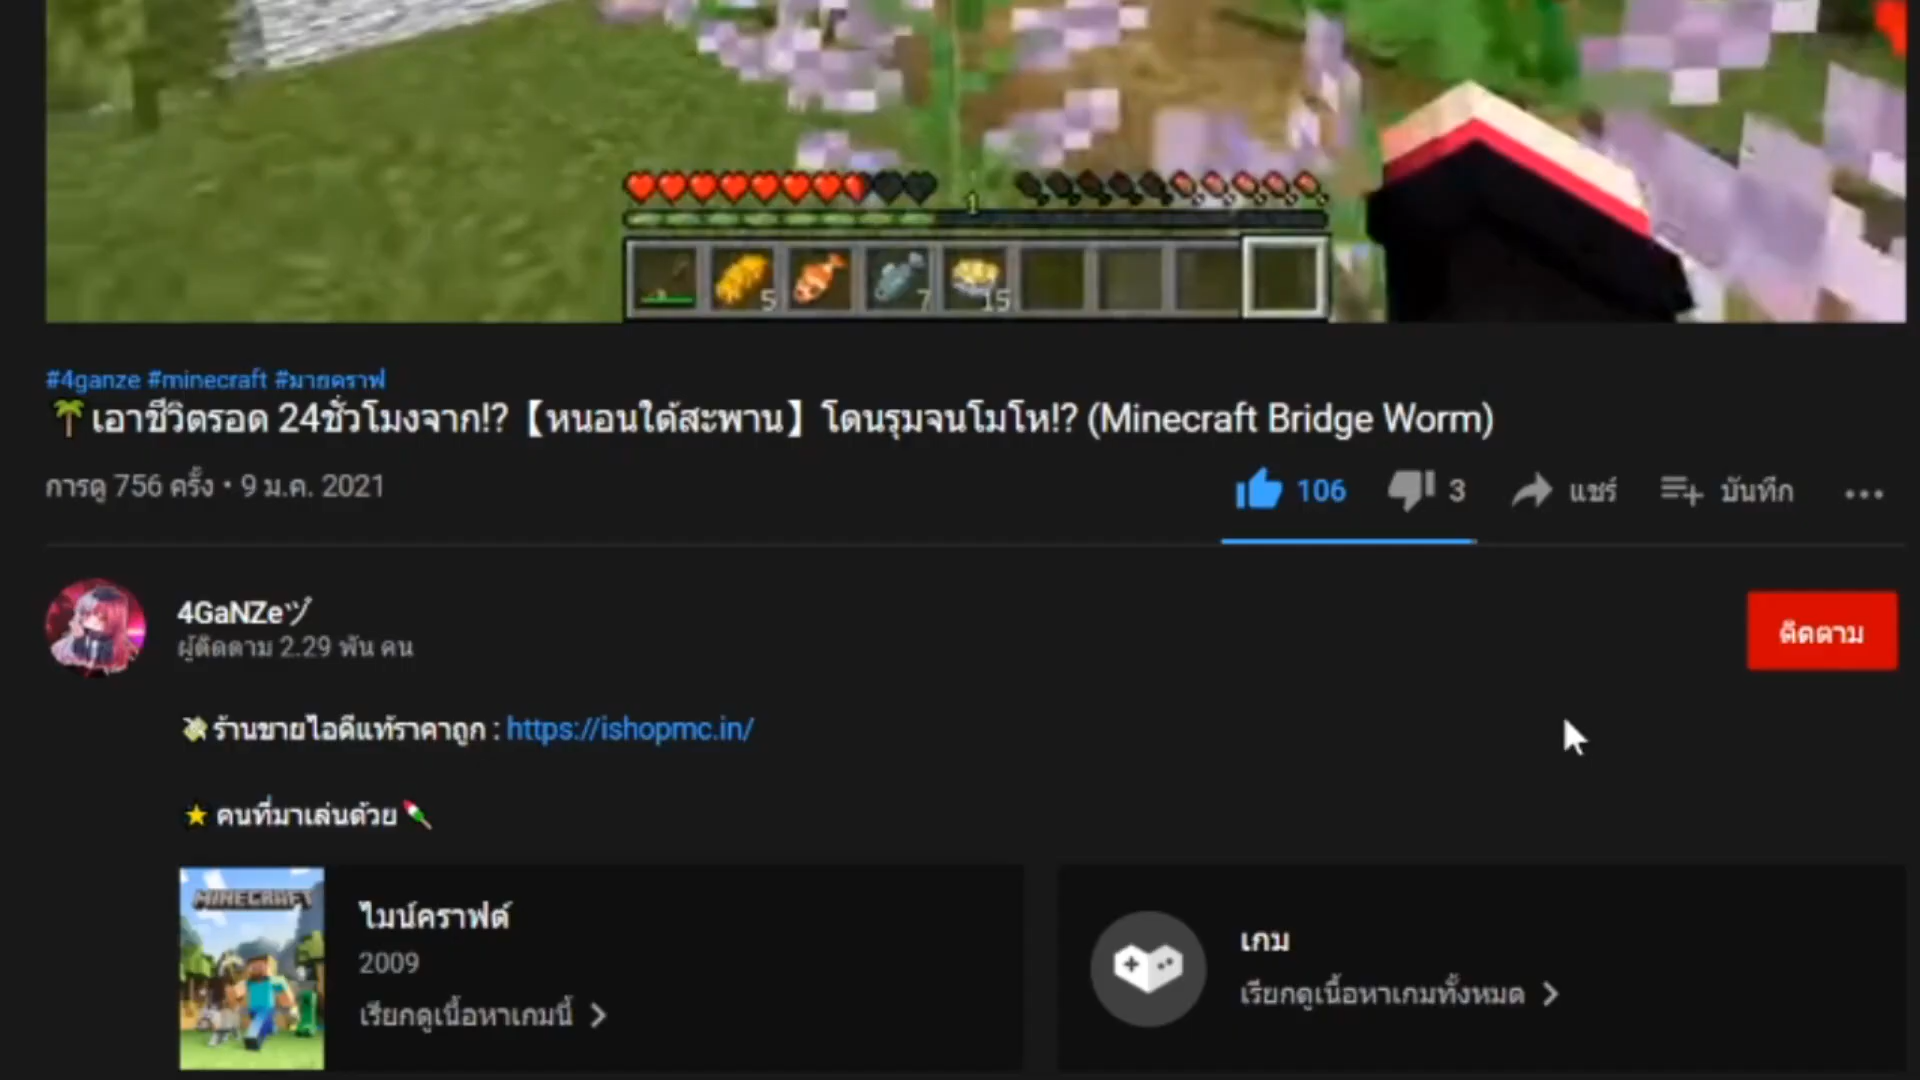 1
5
7
15
#4ganze #minecraft #มายคราฟ
🌴เอาชีวิตรอด 24ชั่วโมงจาก!?【หนอนใต้สะพาน】โดนรุมจนโมโห!? (Minecraft Bridge Worm)
การดู 756 ครั้ง • 9 ม.ค. 2021
106
3
แชร์
บันทึก
4GaNZeヅ
ผู้ติดตาม 2.29 พัน คน
ติดตาม
💸ร้านขายไอดีแท้ราคาถูก : https://ishopmc.in/
⭐ คนที่มาเล่นด้วย
MINECRAFT
ไมน์คราฟต์
2009
เรียกดูเนื้อหาเกมนี้
เกม
เรียกดูเนื้อหาเกมทั้งหมด